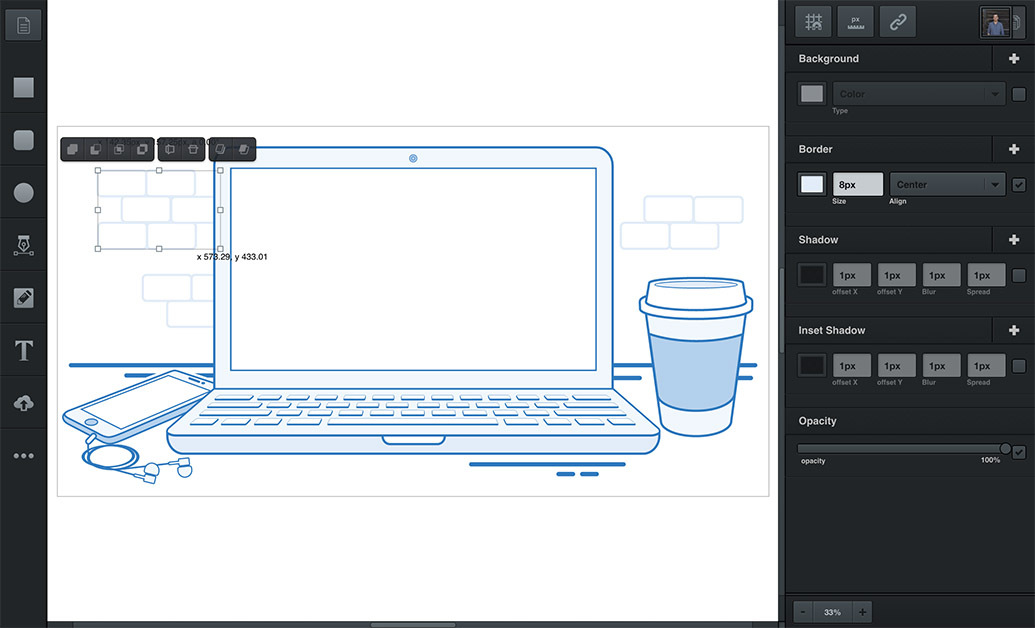 px
Background
Color
Type
Border
8px
Center
Size
Align
Shadow
1px 1px 1px 1px
offset X offset Y Blur Spread
Inset Shadow
1px 1px 1px 1px
offset X offset Y Blur Spread
Opacity
opacity 100%
T
x 573.29, y 433.01
- 33% +